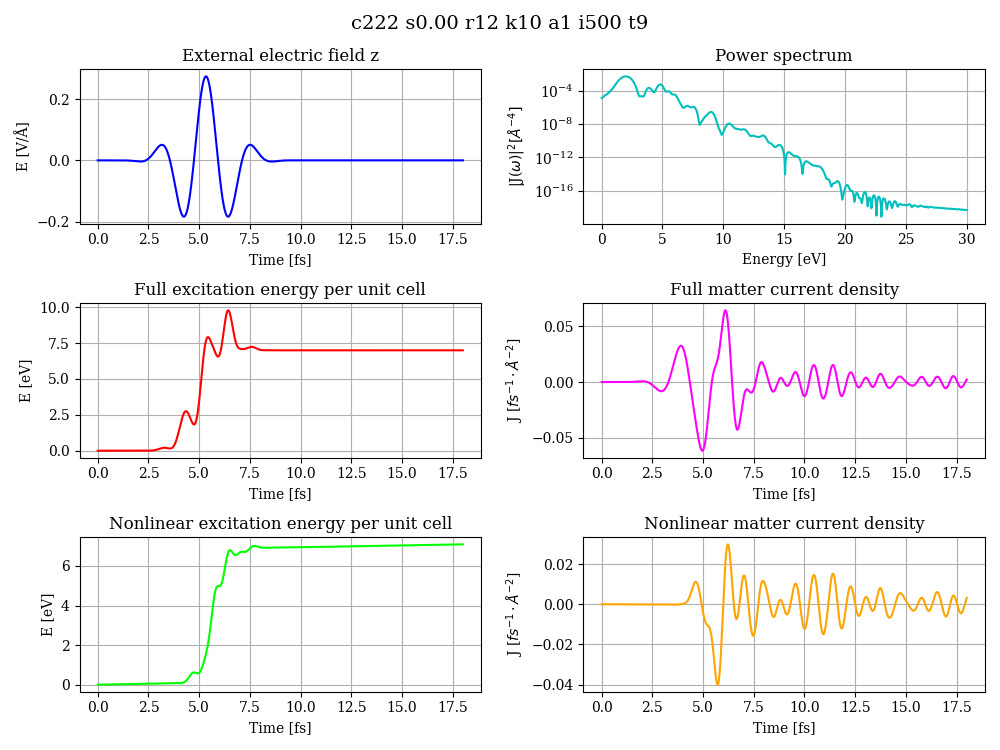 c222 s0.00 r12 k10 a1 i500 t9
External electric field z
E [V/Å]
0.2
0.0
−0.2
0.0 2.5 5.0 7.5 10.0 12.5 15.0 17.5
Time [fs]
Power spectrum
|J(ω)|²[Å⁻⁴]
10⁻⁴
10⁻⁸
10⁻¹²
10⁻¹⁶
0 5 10 15 20 25 30
Energy [eV]
Full excitation energy per unit cell
E [eV]
10.0
7.5
5.0
2.5
0.0
0.0 2.5 5.0 7.5 10.0 12.5 15.0 17.5
Time [fs]
Full matter current density
J [fs⁻¹ · Å⁻²]
0.05
0.00
−0.05
0.0 2.5 5.0 7.5 10.0 12.5 15.0 17.5
Time [fs]
Nonlinear excitation energy per unit cell
E [eV]
6
4
2
0
0.0 2.5 5.0 7.5 10.0 12.5 15.0 17.5
Time [fs]
Nonlinear matter current density
J [fs⁻¹ · Å⁻²]
0.02
0.00
−0.02
−0.04
0.0 2.5 5.0 7.5 10.0 12.5 15.0 17.5
Time [fs]